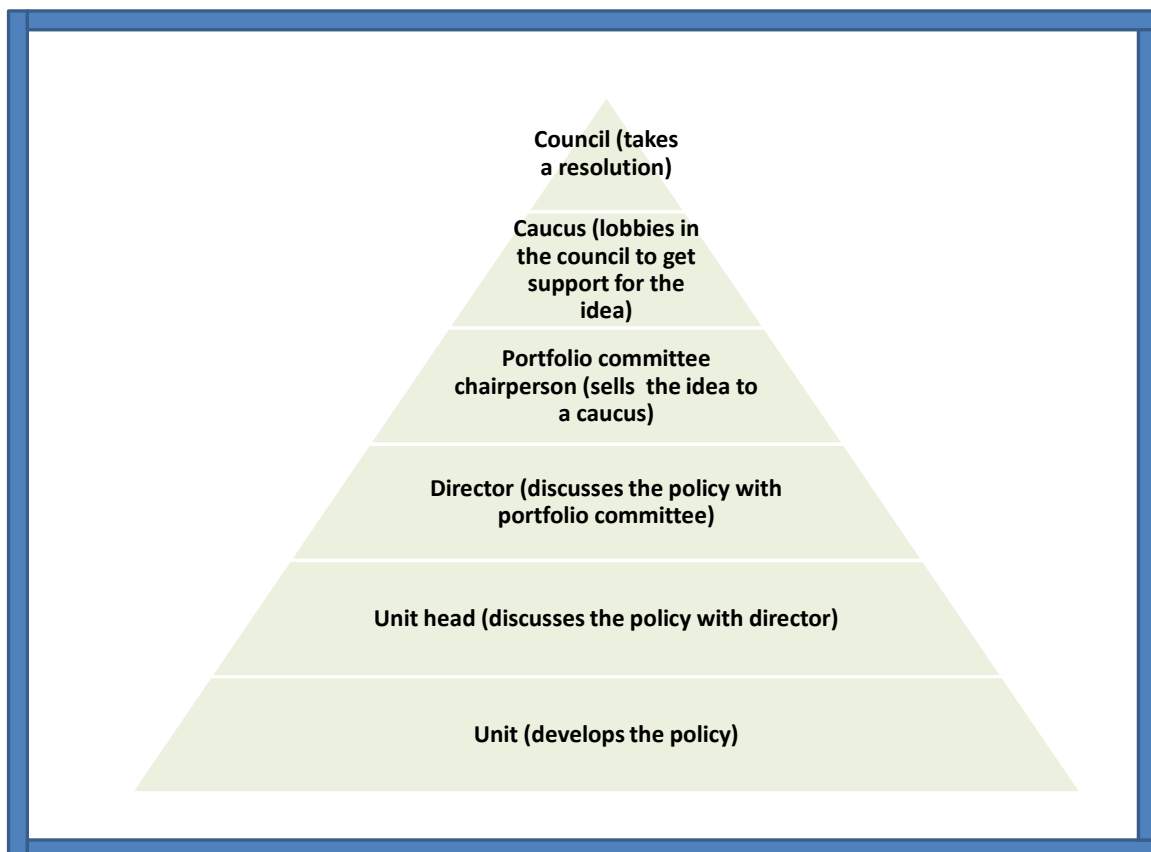 Council (takes
a resolution)
Caucus (lobbies in
the council to get
support for the
idea)
Portfolio committee
chairperson (sells  the idea to
a caucus)
Director (discusses the policy with
portfolio committee)
Unit head (discusses the policy with director)
Unit (develops the policy)